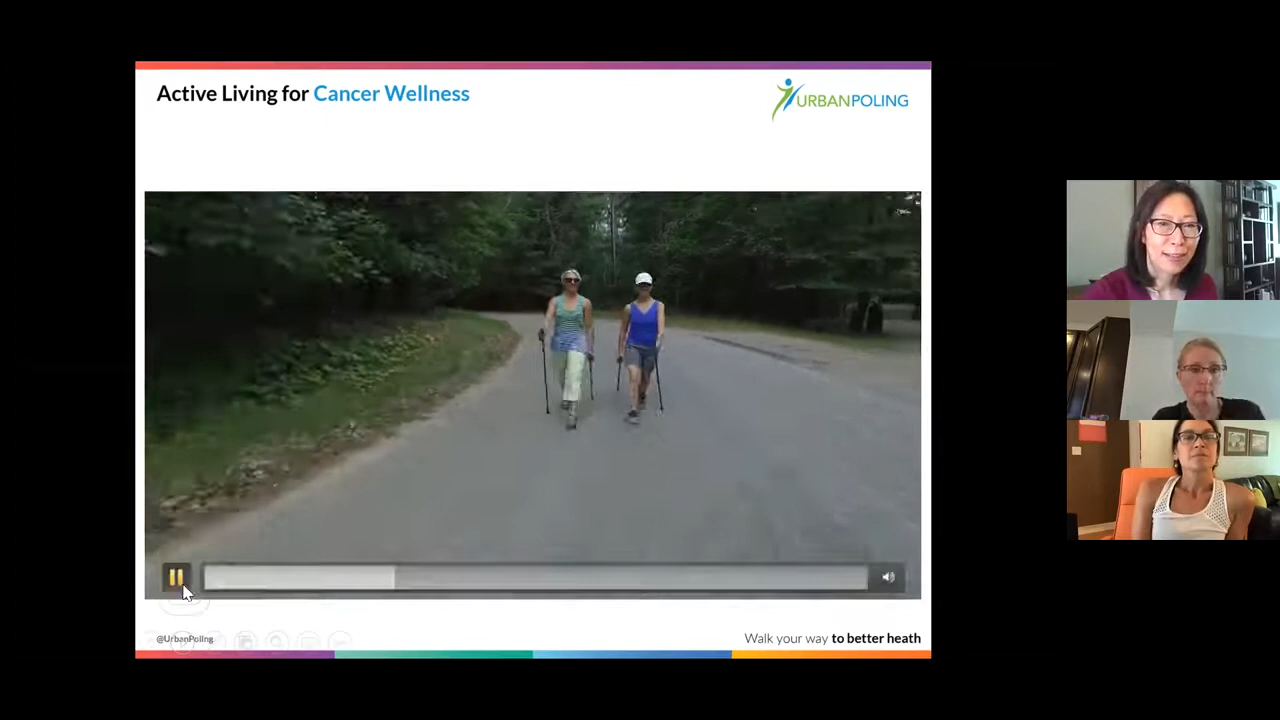 Active Living for Cancer Wellness
URBANPOLING
@UrbanPoling
Walk your way to better heath